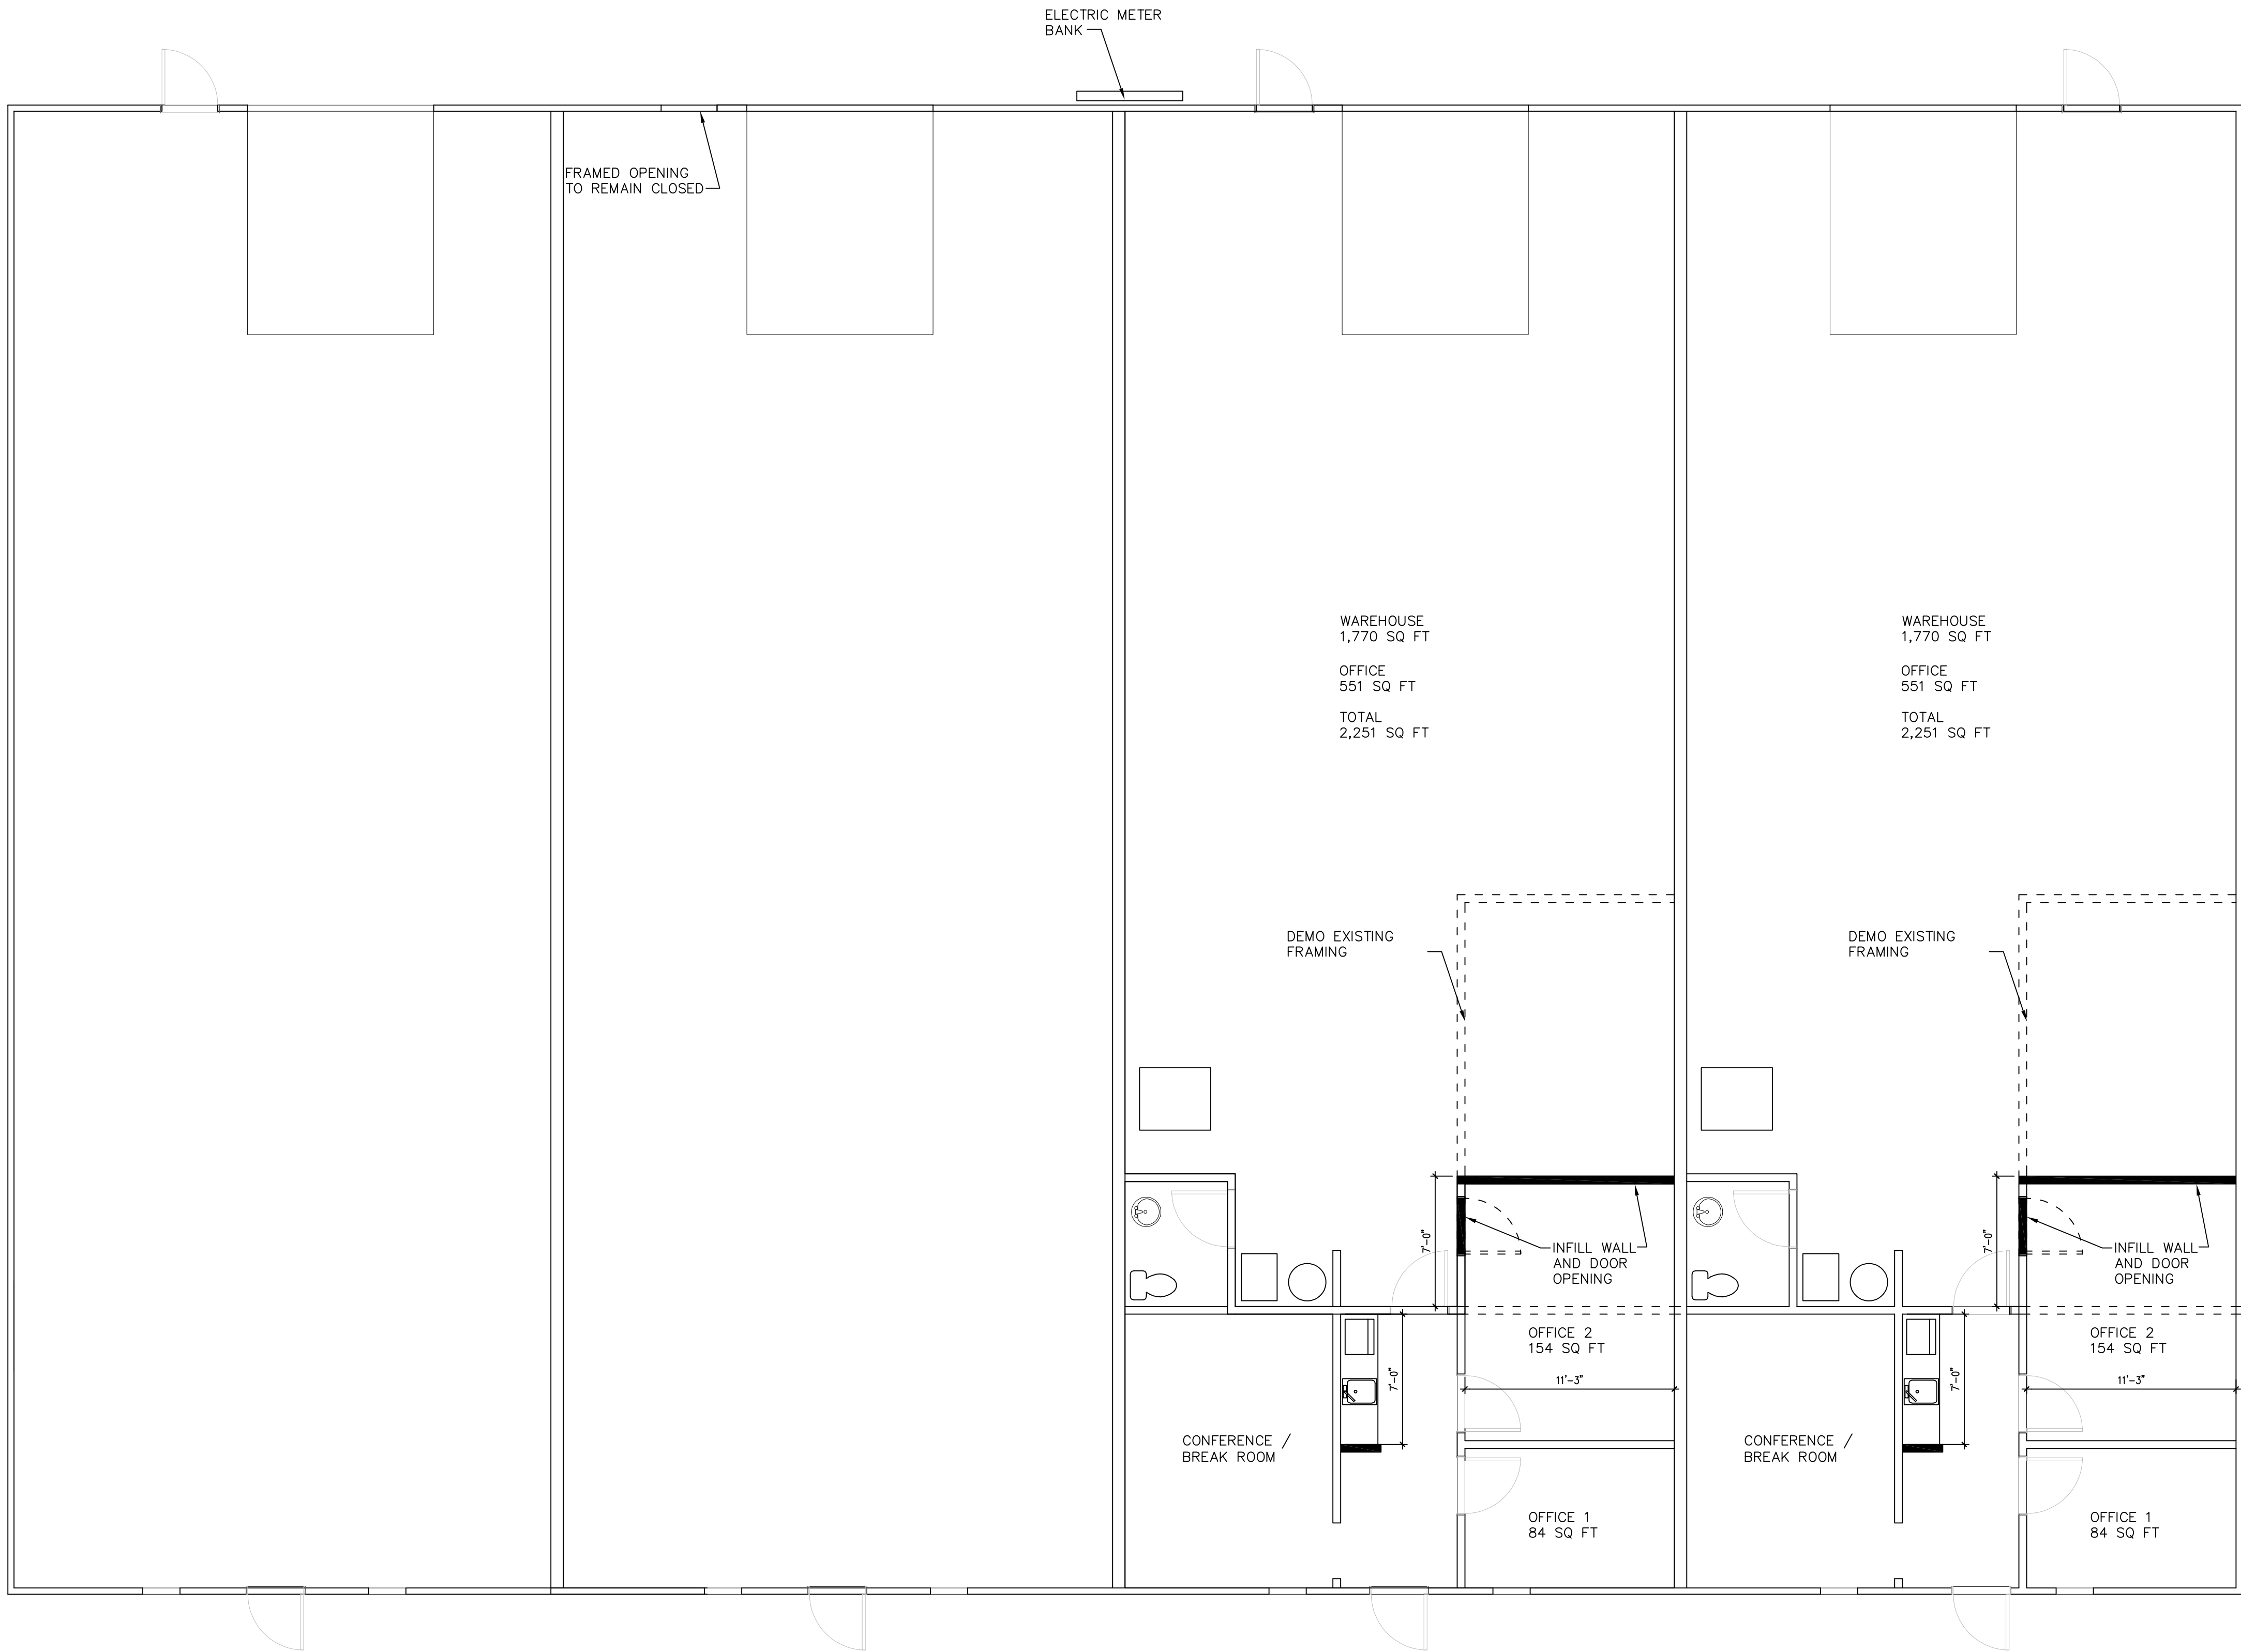 ELECTRIC METER
BANK
FRAMED OPENING
TO REMAIN CLOSED
WAREHOUSE
1,770 SQ FT
OFFICE
551 SQ FT
TOTAL
2,251 SQ FT
WAREHOUSE
1,770 SQ FT
OFFICE
551 SQ FT
TOTAL
2,251 SQ FT
DEMO EXISTING
FRAMING
DEMO EXISTING
FRAMING
7'-0"
INFILL WALL
AND DOOR
OPENING
7'-0"
INFILL WALL
AND DOOR
OPENING
OFFICE 2
154 SQ FT
OFFICE 2
154 SQ FT
7'-0"
11'-3"
7'-0"
11'-3"
CONFERENCE /
BREAK ROOM
CONFERENCE /
BREAK ROOM
OFFICE 1
84 SQ FT
OFFICE 1
84 SQ FT